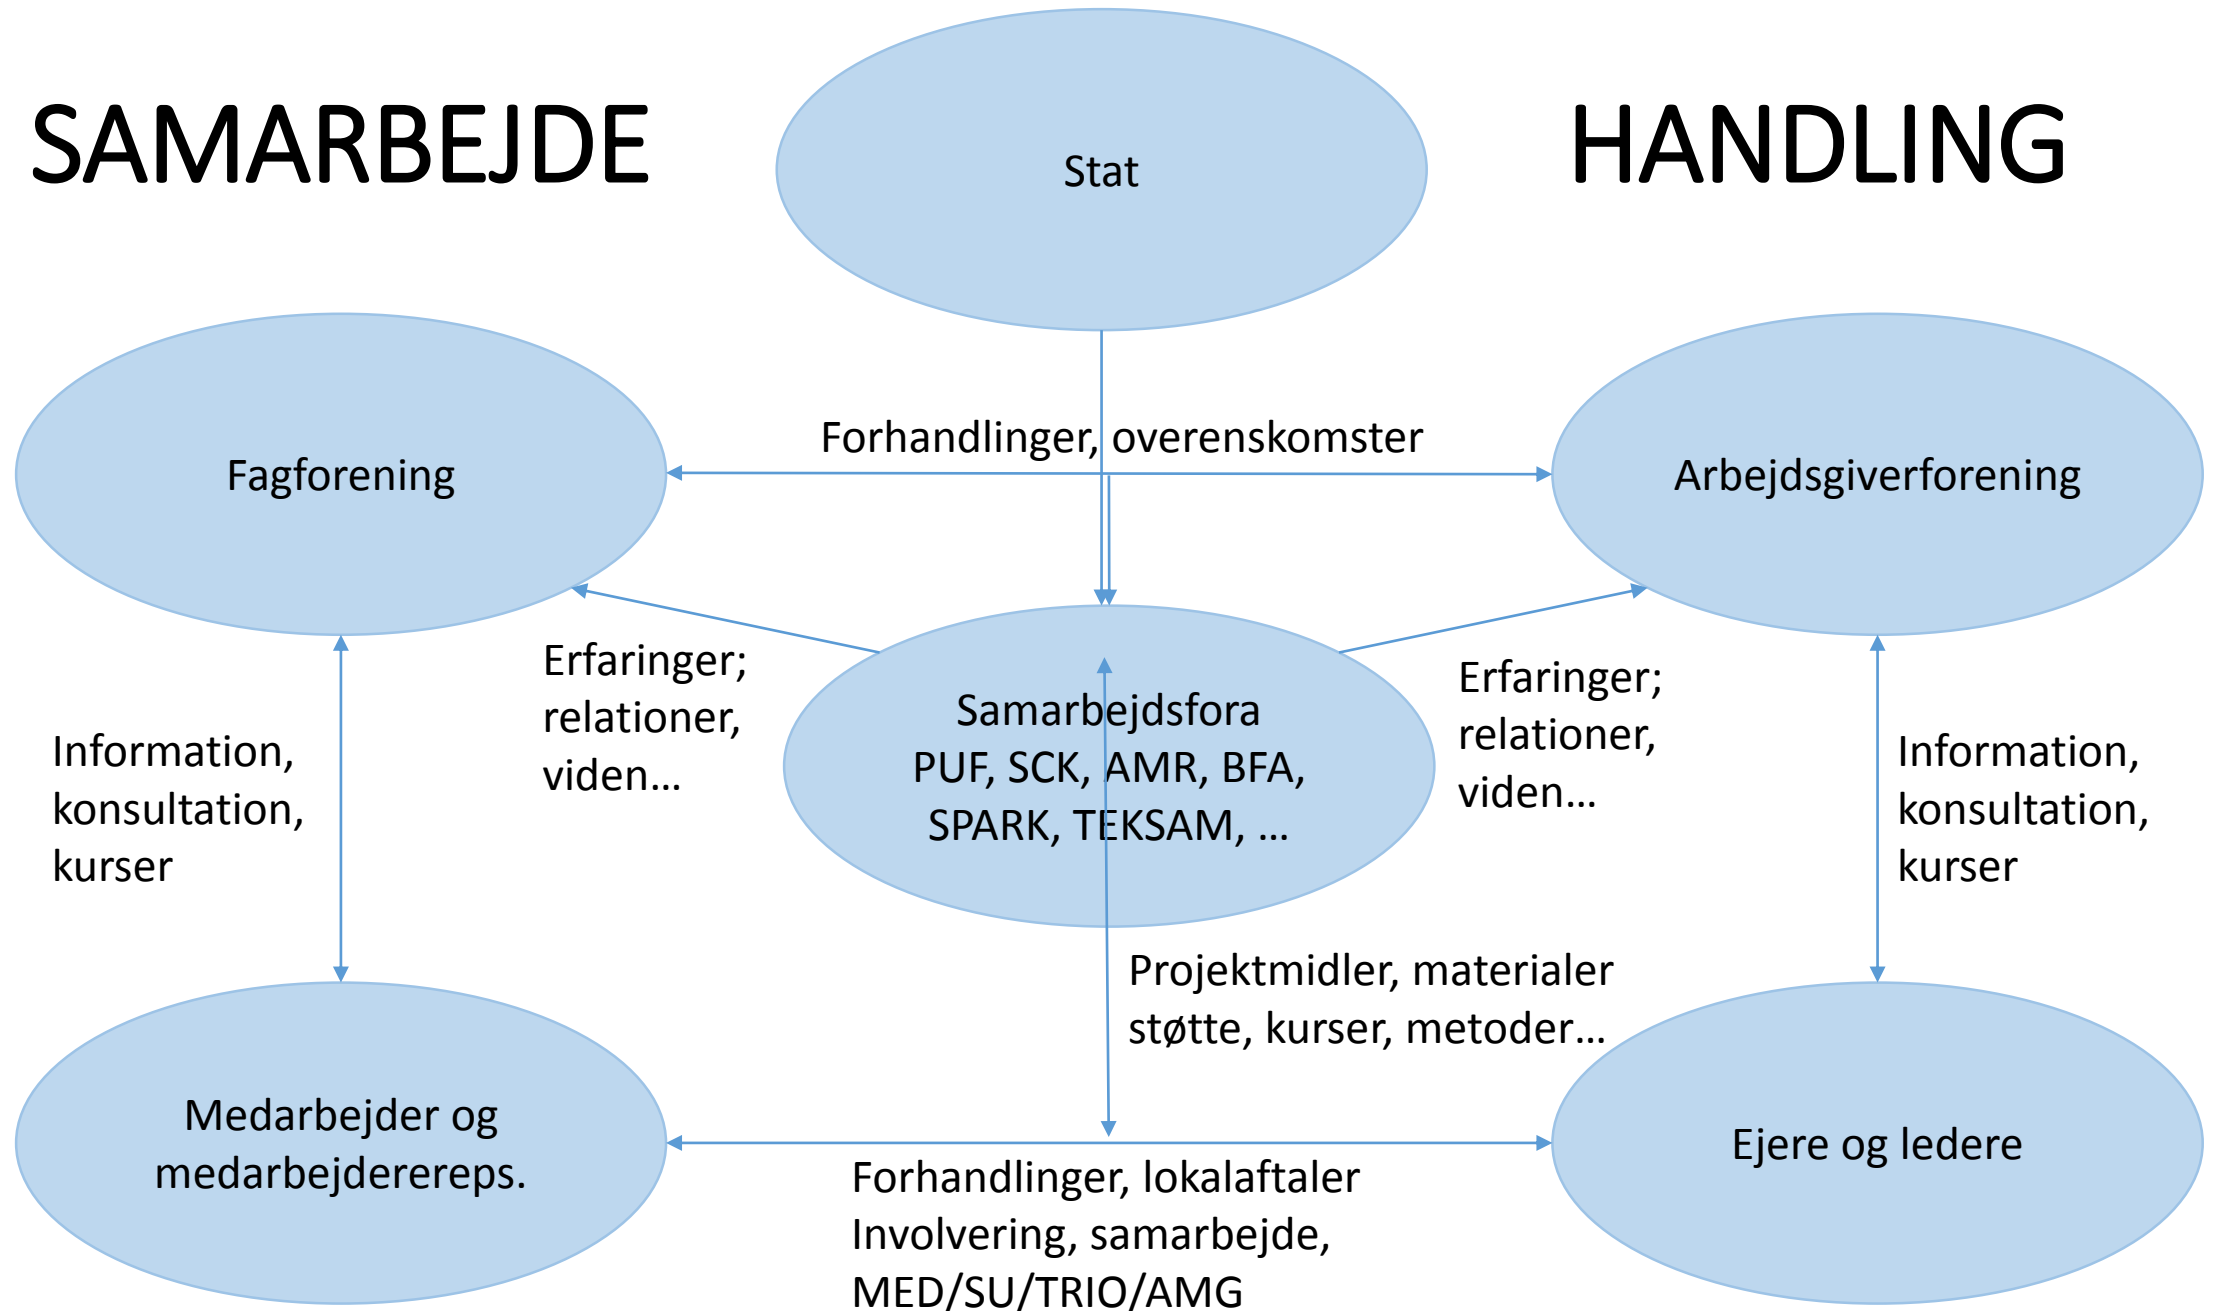 SAMARBEJDE
HANDLING
Stat
Forhandlinger, overenskomster
Fagforening
Arbejdsgiverforening
Erfaringer;
relationer,
viden…
Erfaringer;
relationer,
viden…
Samarbejdsfora
PUF, SCK, AMR, BFA,
SPARK, TEKSAM, …
Information,
konsultation,
kurser
Information,
konsultation,
kurser
Projektmidler, materialer
støtte, kurser, metoder…
Medarbejder og
medarbejderereps.
Ejere og ledere
Forhandlinger, lokalaftaler
Involvering, samarbejde,
MED/SU/TRIO/AMG